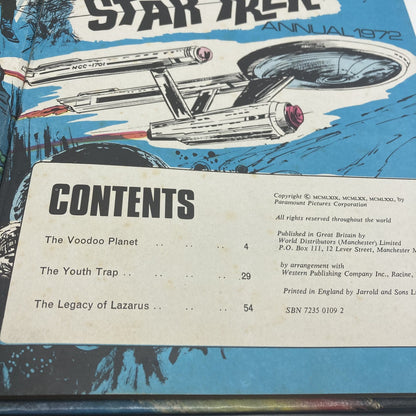 STAR TREK
ANNUAL 1972
NCC-1701
CONTENTS
The Voodoo Planet .. .. .. 4
The Youth Trap .. .. .. .. 29
The Legacy of Lazarus .. .. .. 54
Copyright © MCMLXIX, MCMLXX, MCMLXXI, by
Paramount Pictures Corporation
All rights reserved throughout the world
Published in Great Britain by
World Distributors (Manchester) Limited
P.O. Box 111, 12 Lever Street, Manchester M
by arrangement with
Western Publishing Company Inc., Racine,
Printed in England by Jarrold and Sons L
SBN 7235 0109 2